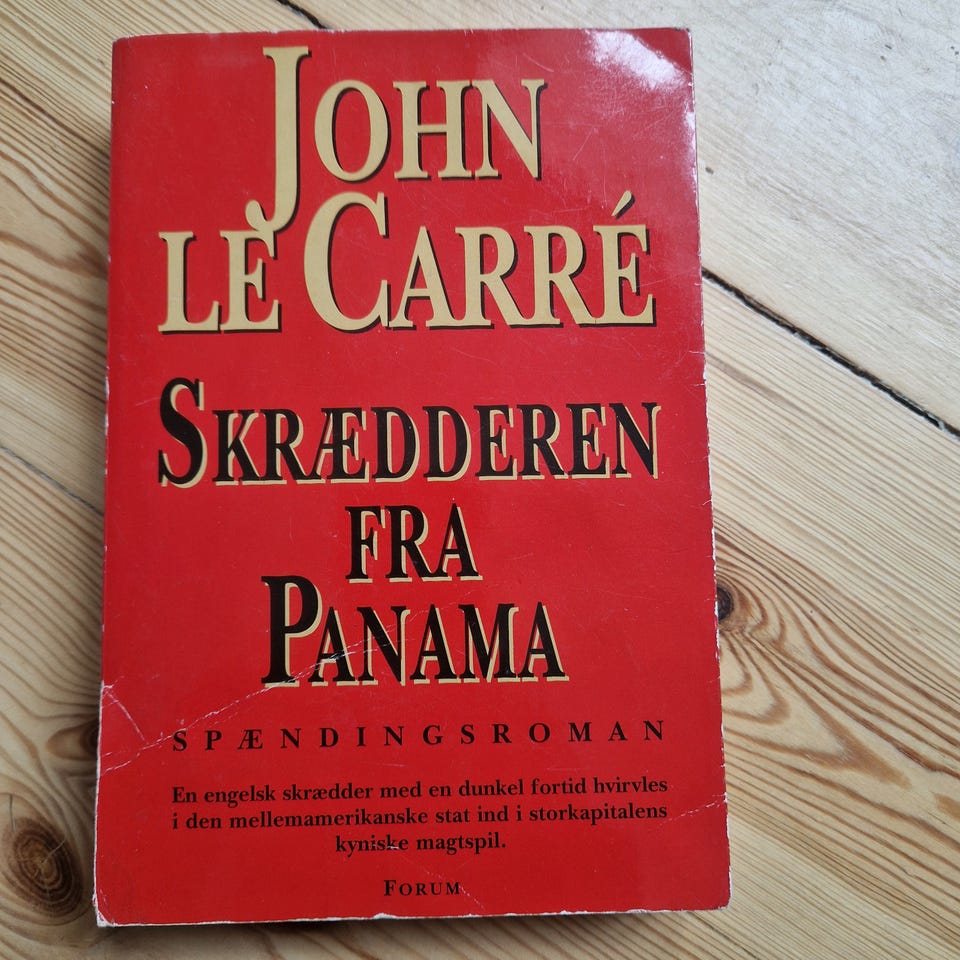 JOHN
LE CARRÉ
SKRÆDDEREN
FRA
PANAMA
SPÆNDINGSROMAN
En engelsk skrædder med en dunkel fortid hvirvles
i den mellemamerikanske stat ind i storkapitalens
kyniske magtspil.
FORUM